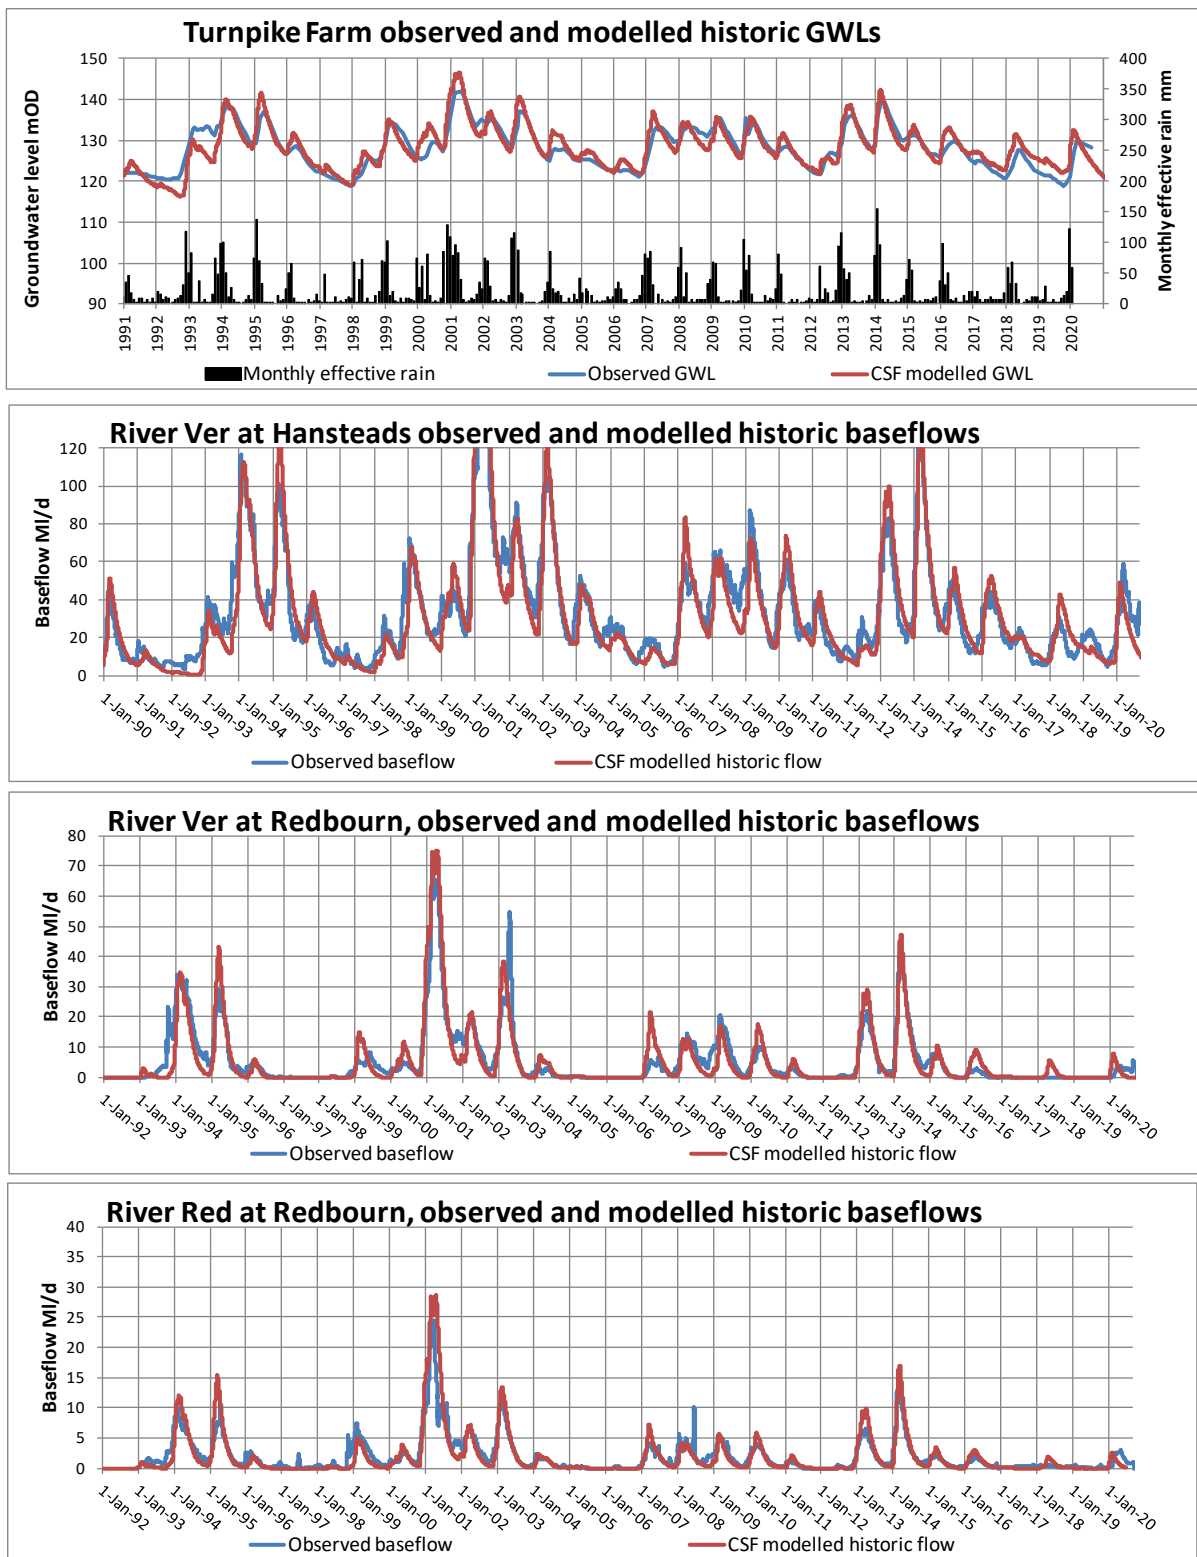 Turnpike Farm observed and modelled historic GWLs
150 400
140 350
130 300
120 250
110 200
100 150
90 100
50
0
Groundwater level mOD
Monthly effective rain mm
1991 1992 1993 1994 1995 1996 1997 1998 1999 2000 2001 2002 2003 2004 2005 2006 2007 2008 2009 2010 2011 2012 2013 2014 2015 2016 2017 2018 2019 2020
Monthly effective rain Observed GWL CSF modelled GWL
River Ver at Hansteads observed and modelled historic baseflows
120
100
80
60
40
20
0
Baseflow Ml/d
1-Jan-90 1-Jan-91 1-Jan-92 1-Jan-93 1-Jan-94 1-Jan-95 1-Jan-96 1-Jan-97 1-Jan-98 1-Jan-99 1-Jan-00 1-Jan-01 1-Jan-02 1-Jan-03 1-Jan-04 1-Jan-05 1-Jan-06 1-Jan-07 1-Jan-08 1-Jan-09 1-Jan-10 1-Jan-11 1-Jan-12 1-Jan-13 1-Jan-14 1-Jan-15 1-Jan-16 1-Jan-17 1-Jan-18 1-Jan-19 1-Jan-20
Observed baseflow CSF modelled historic flow
River Ver at Redbourn, observed and modelled historic baseflows
80
70
60
50
40
30
20
10
0
Baseflow Ml/d
1-Jan-92 1-Jan-93 1-Jan-94 1-Jan-95 1-Jan-96 1-Jan-97 1-Jan-98 1-Jan-99 1-Jan-00 1-Jan-01 1-Jan-02 1-Jan-03 1-Jan-04 1-Jan-05 1-Jan-06 1-Jan-07 1-Jan-08 1-Jan-09 1-Jan-10 1-Jan-11 1-Jan-12 1-Jan-13 1-Jan-14 1-Jan-15 1-Jan-16 1-Jan-17 1-Jan-18 1-Jan-19 1-Jan-20
Observed baseflow CSF modelled historic flow
River Red at Redbourn, observed and modelled historic baseflows
40
35
30
25
20
15
10
5
0
Baseflow Ml/d
1-Jan-92 1-Jan-93 1-Jan-94 1-Jan-95 1-Jan-96 1-Jan-97 1-Jan-98 1-Jan-99 1-Jan-00 1-Jan-01 1-Jan-02 1-Jan-03 1-Jan-04 1-Jan-05 1-Jan-06 1-Jan-07 1-Jan-08 1-Jan-09 1-Jan-10 1-Jan-11 1-Jan-12 1-Jan-13 1-Jan-14 1-Jan-15 1-Jan-16 1-Jan-17 1-Jan-18 1-Jan-19 1-Jan-20
Observed baseflow CSF modelled historic flow